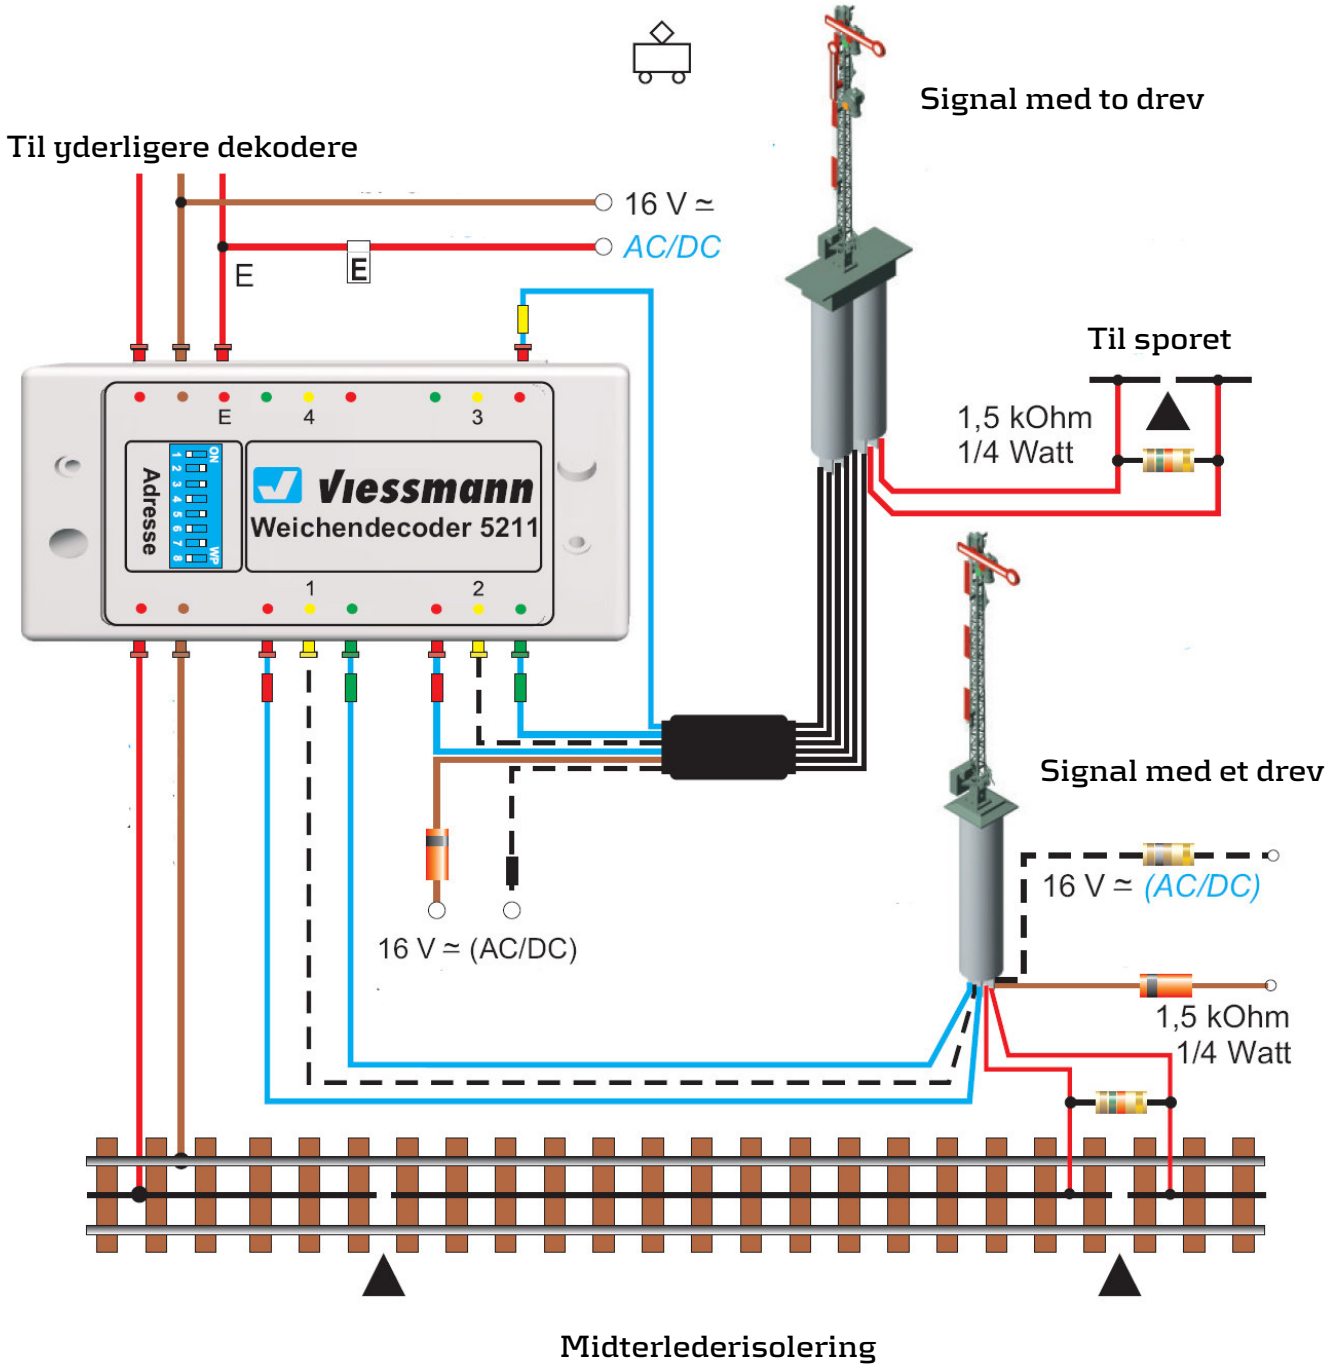 Signal med to drev
Til yderligere dekodere
16 V ≃
AC/DC
E
E
Til sporet
1,5 kOhm
1/4 Watt
E
4
3
Adresse
ON
1
2
3
4
5
6
7
8
WP
viessmann
Weichendecoder 5211
1
2
Signal med et drev
16 V ≃ (AC/DC)
16 V ≃ (AC/DC)
1,5 kOhm
1/4 Watt
Midterlederisolering